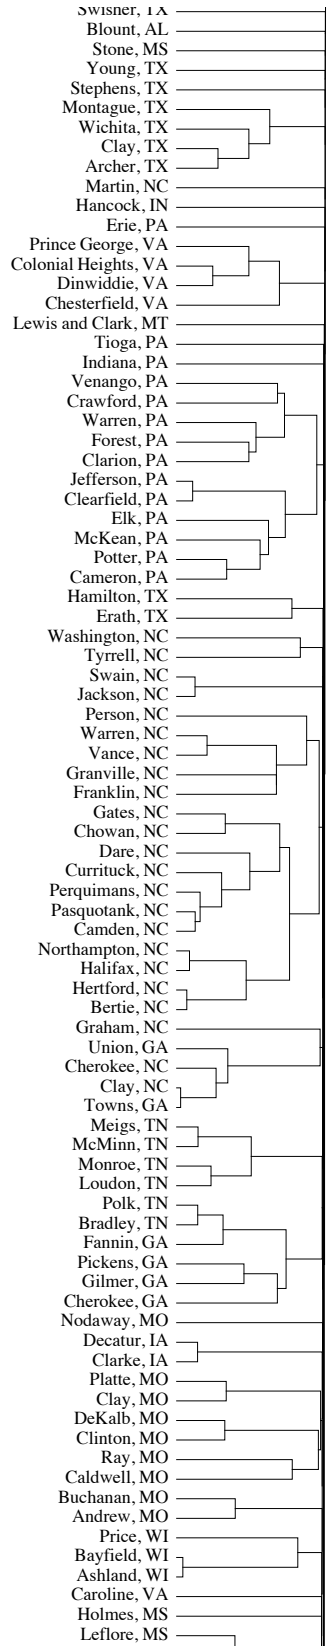 Swisher, TX
Blount, AL
Stone, MS
Young, TX
Stephens, TX
Montague, TX
Wichita, TX
Clay, TX
Archer, TX
Martin, NC
Hancock, IN
Erie, PA
Prince George, VA
Colonial Heights, VA
Dinwiddie, VA
Chesterfield, VA
Lewis and Clark, MT
Tioga, PA
Indiana, PA
Venango, PA
Crawford, PA
Warren, PA
Forest, PA
Clarion, PA
Jefferson, PA
Clearfield, PA
Elk, PA
McKean, PA
Potter, PA
Cameron, PA
Hamilton, TX
Erath, TX
Washington, NC
Tyrrell, NC
Swain, NC
Jackson, NC
Person, NC
Warren, NC
Vance, NC
Granville, NC
Franklin, NC
Gates, NC
Chowan, NC
Dare, NC
Currituck, NC
Perquimans, NC
Pasquotank, NC
Camden, NC
Northampton, NC
Halifax, NC
Hertford, NC
Bertie, NC
Graham, NC
Union, GA
Cherokee, NC
Clay, NC
Towns, GA
Meigs, TN
McMinn, TN
Monroe, TN
Loudon, TN
Polk, TN
Bradley, TN
Fannin, GA
Pickens, GA
Gilmer, GA
Cherokee, GA
Nodaway, MO
Decatur, IA
Clarke, IA
Platte, MO
Clay, MO
DeKalb, MO
Clinton, MO
Ray, MO
Caldwell, MO
Buchanan, MO
Andrew, MO
Price, WI
Bayfield, WI
Ashland, WI
Caroline, VA
Holmes, MS
Leflore, MS